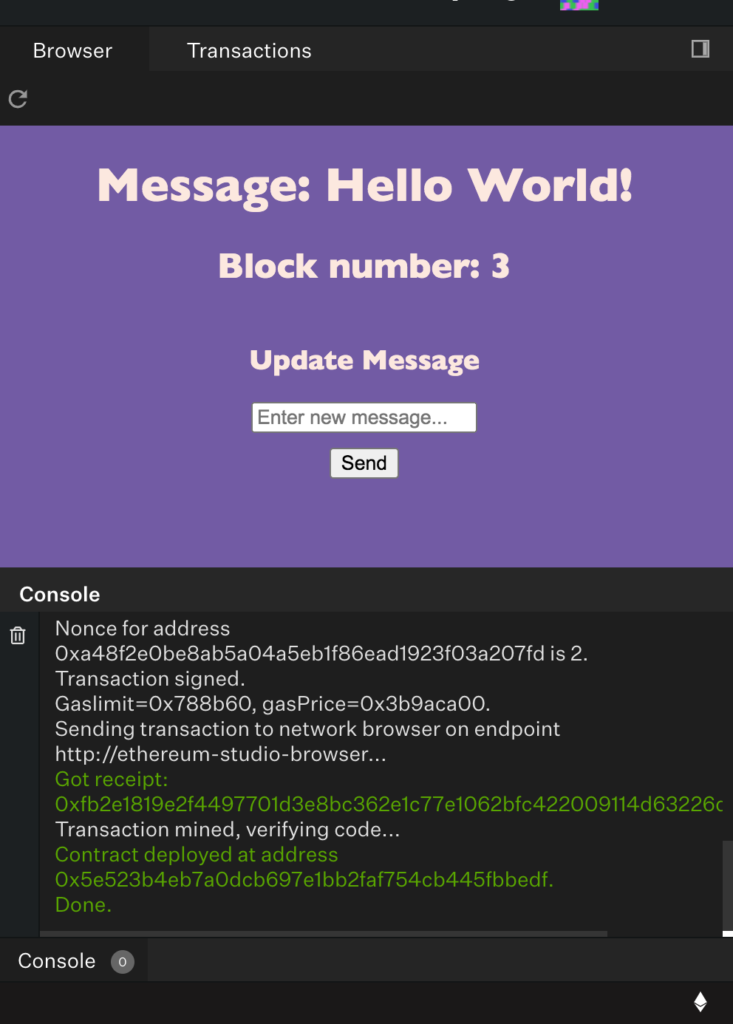 Browser
Transactions
Message: Hello World!
Block number: 3
Update Message
Enter new message...
Send
Console
Nonce for address
0xa48f2e0be8ab5a04a5eb1f86ead1923f03a207fd is 2.
Transaction signed.
Gaslimit=0x788b60, gasPrice=0x3b9aca00.
Sending transaction to network browser on endpoint
http://ethereum-studio-browser...
Got receipt:
0xfb2e1819e2f4497701d3e8bc362e1c77e1062bfc422009114d63226c
Transaction mined, verifying code...
Contract deployed at address
0x5e523b4eb7a0dcb697e1bb2faf754cb445fbbedf.
Done.
Console 0